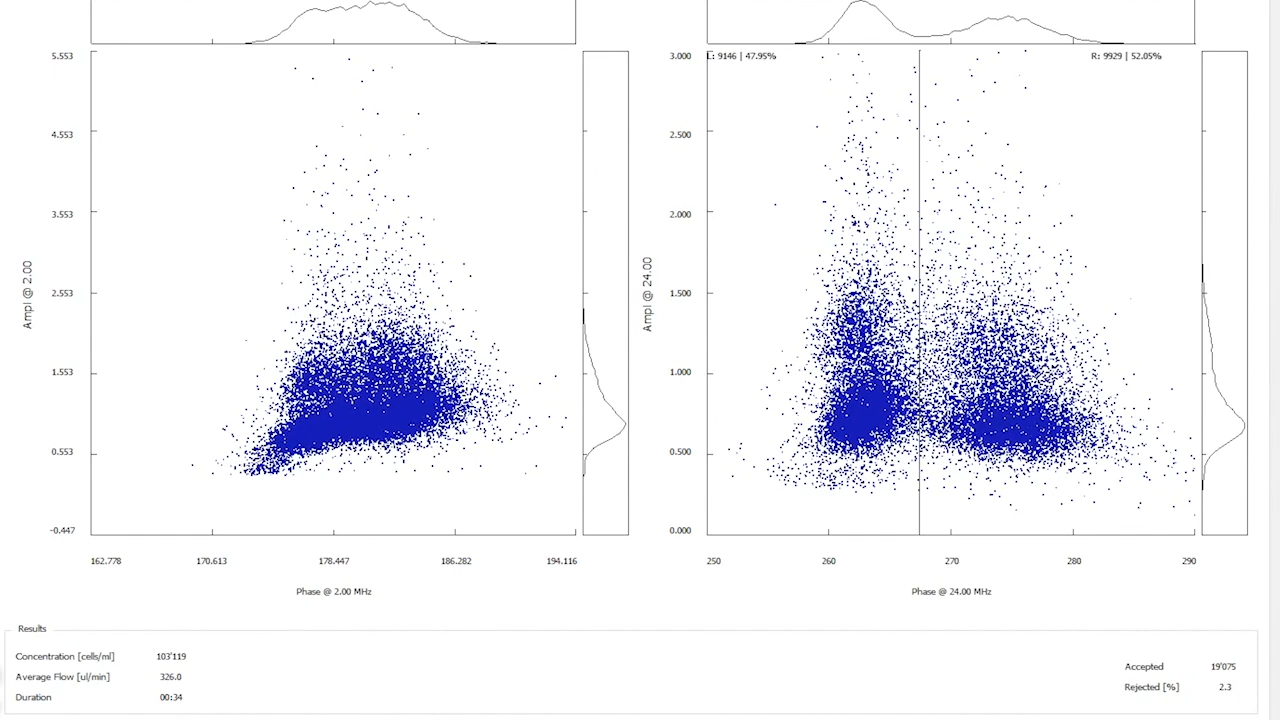 5.553
4.553
3.553
2.553
1.553
0.553
-0.447
Ampl @ 2.00
162.778 170.613 178.447 186.282 194.116
Phase @ 2.00 MHz
L: 9146 | 47.95% R: 9929 | 52.05%
3.000
2.500
2.000
1.500
1.000
0.500
0.000
Ampl @ 24.00
250 260 270 280 290
Phase @ 24.00 MHz
Results
Concentration [cells/ml] 103'119
Average Flow [ul/min] 326.0
Duration 00:34
Accepted 19'075
Rejected [%] 2.3